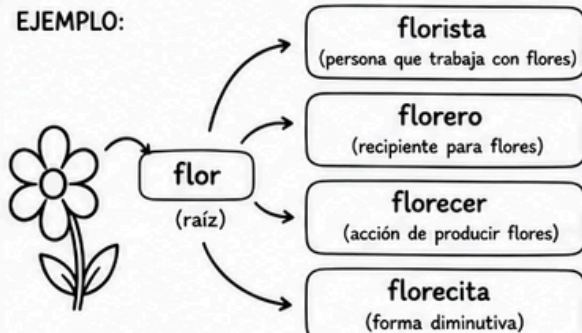 EJEMPLO:
florista
(persona que trabaja con flores)
florero
(recipiente para flores)
flor
(raíz)
florecer
(acción de producir flores)
florecita
(forma diminutiva)